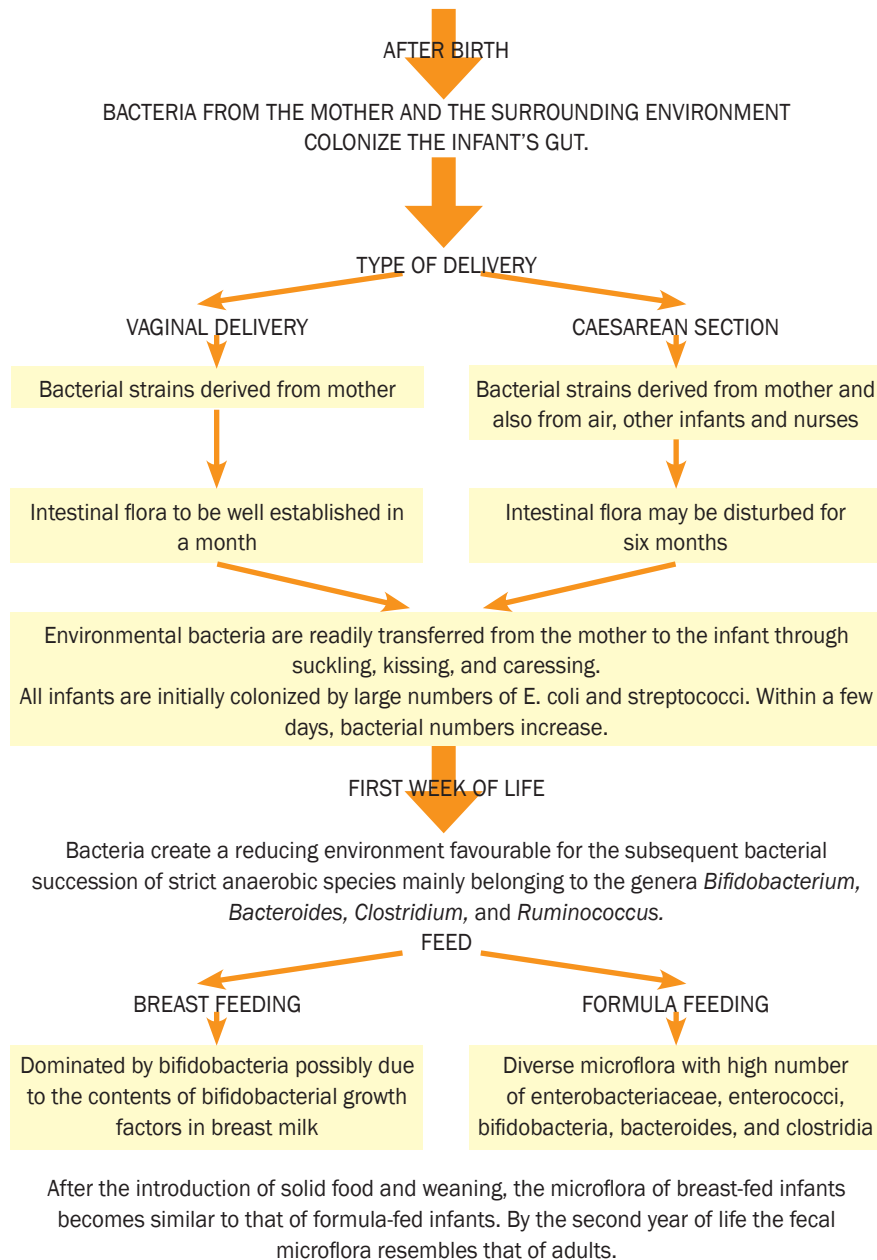 AFTER BIRTH
BACTERIA FROM THE MOTHER AND THE SURROUNDING ENVIRONMENT
COLONIZE THE INFANT'S GUT.
TYPE OF DELIVERY
VAGINAL DELIVERY
Bacterial strains derived from mother
Intestinal flora to be well established in
a month
CAESAREAN SECTION
Bacterial strains derived from mother and
also from air, other infants and nurses
Intestinal flora may be disturbed for
six months
Environmental bacteria are readily transferred from the mother to the infant through
suckling, kissing, and caressing.
All infants are initially colonized by large numbers of E. coli and streptococci. Within a few
days, bacterial numbers increase.
FIRST WEEK OF LIFE
Bacteria create a reducing environment favourable for the subsequent bacterial
succession of strict anaerobic species mainly belonging to the genera Bifidobacterium,
Bacteroides, Clostridium, and Ruminococcus.
FEED
BREAST FEEDING
Dominated by bifidobacteria possibly due
to the contents of bifidobacterial growth
factors in breast milk
FORMULA FEEDING
Diverse microflora with high number
of enterobacteriaceae, enterococci,
bifidobacteria, bacteroides, and clostridia
After the introduction of solid food and weaning, the microflora of breast-fed infants
becomes similar to that of formula-fed infants. By the second year of life the fecal
microflora resembles that of adults.